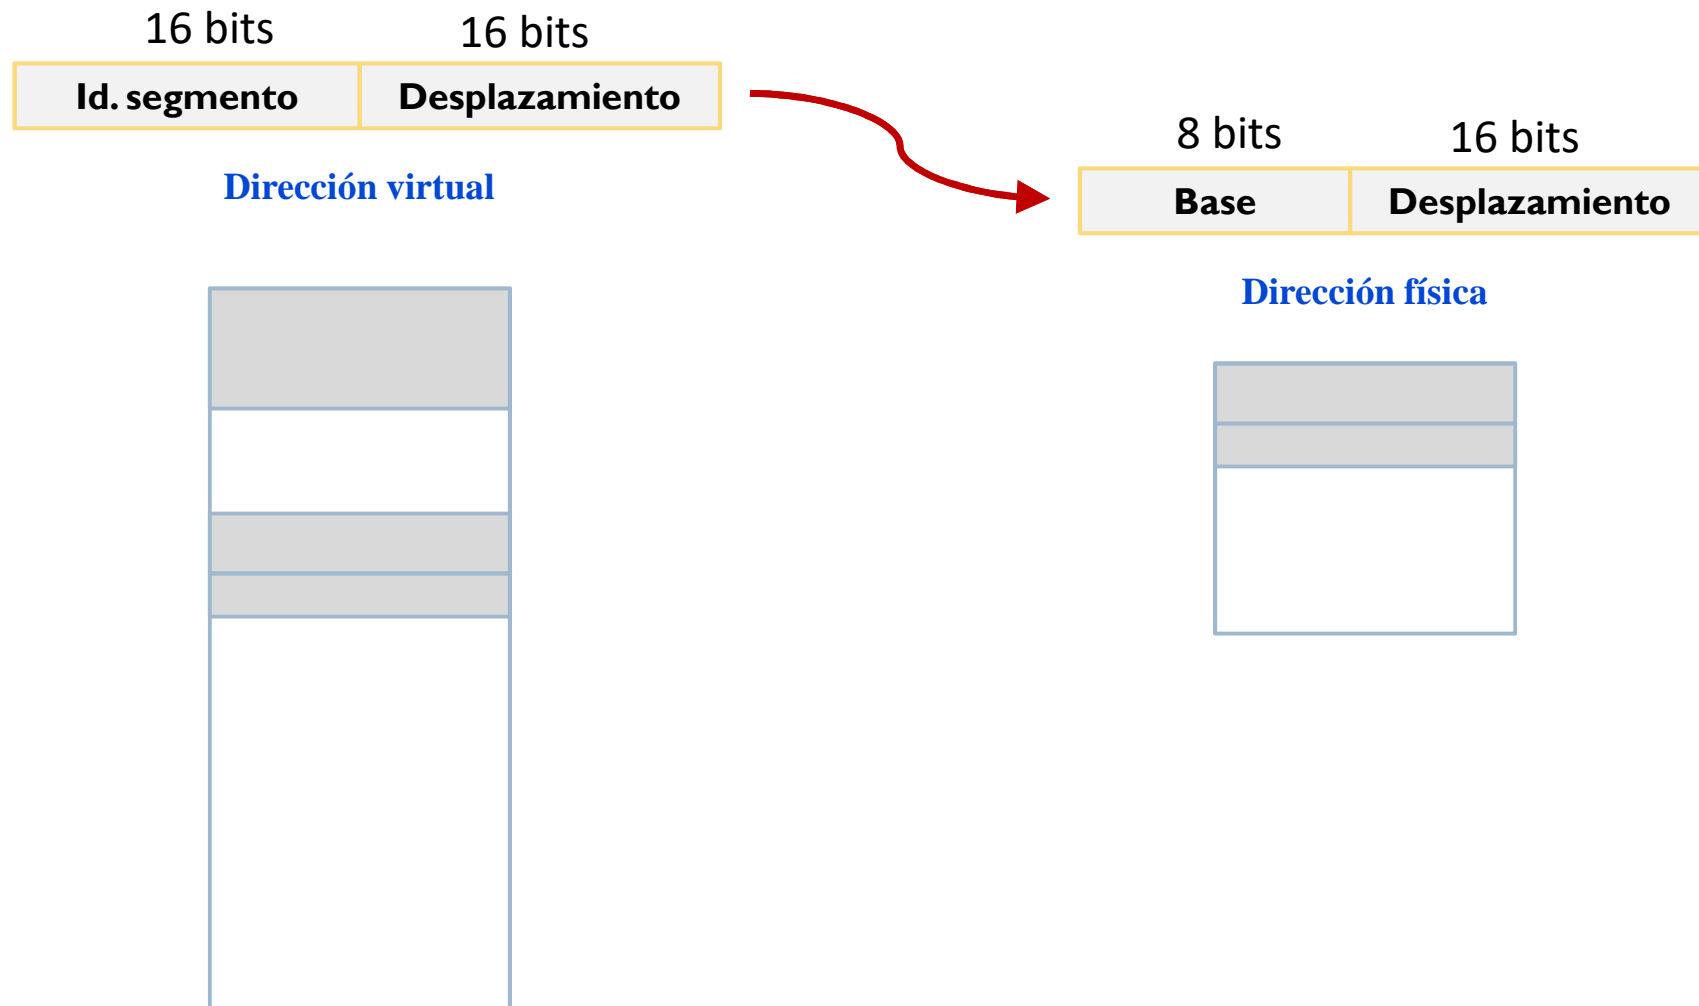 16 bits 16 bits
Id. segmento Desplazamiento
Dirección virtual
8 bits 16 bits
Base Desplazamiento
Dirección física